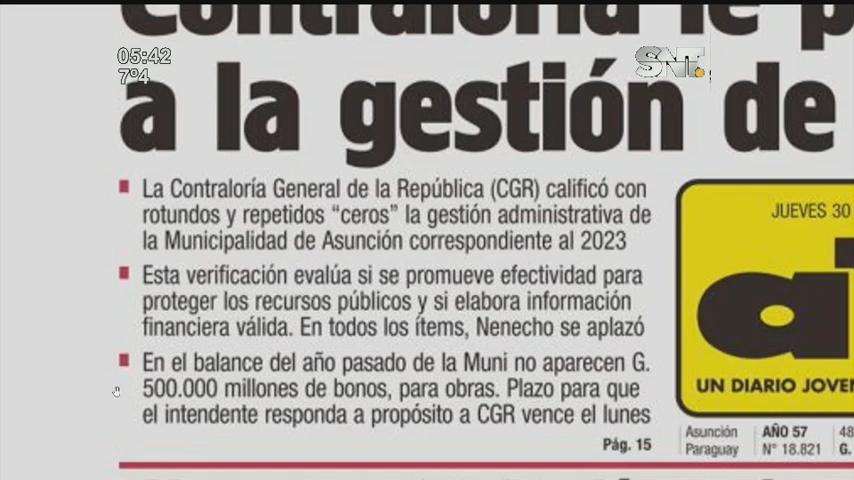 Contraloría le p
a la gestión de
05:42
7º4
SNT
La Contraloría General de la República (CGR) calificó con
rotundos y repetidos “ceros” la gestión administrativa de
la Municipalidad de Asunción correspondiente al 2023
Esta verificación evalúa si se promueve efectividad para
proteger los recursos públicos y si elabora información
financiera válida. En todos los ítems, Nenecho se aplazó
En el balance del año pasado de la Muni no aparecen G.
500.000 millones de bonos, para obras. Plazo para que
el intendente responda a propósito a CGR vence el lunes
Pág. 15
JUEVES 30
a
UN DIARIO JOVEN
Asunción
Paraguay
AÑO 57
N° 18.821
48
G.